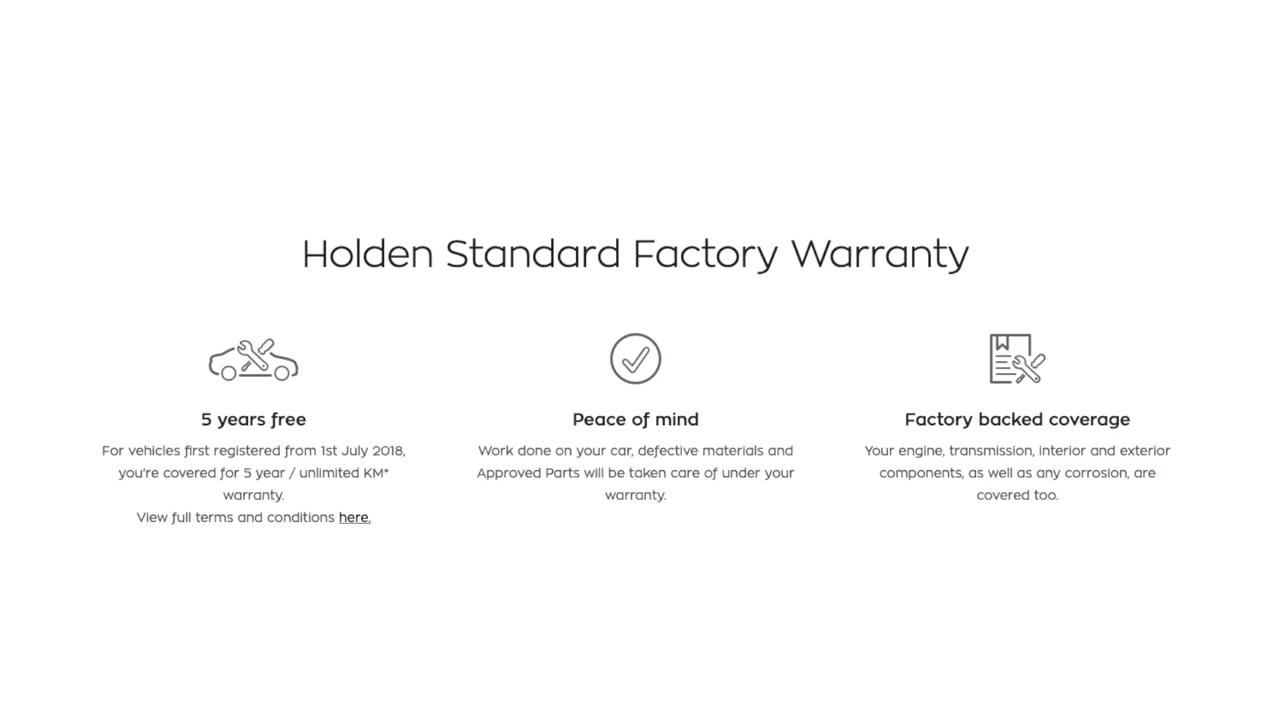 Holden Standard Factory Warranty
5 years free
For vehicles first registered from 1st July 2018,
you're covered for 5 year / unlimited KM*
warranty.
View full terms and conditions here.
Peace of mind
Work done on your car, defective materials and
Approved Parts will be taken care of under your
warranty.
Factory backed coverage
Your engine, transmission, interior and exterior
components, as well as any corrosion, are
covered too.